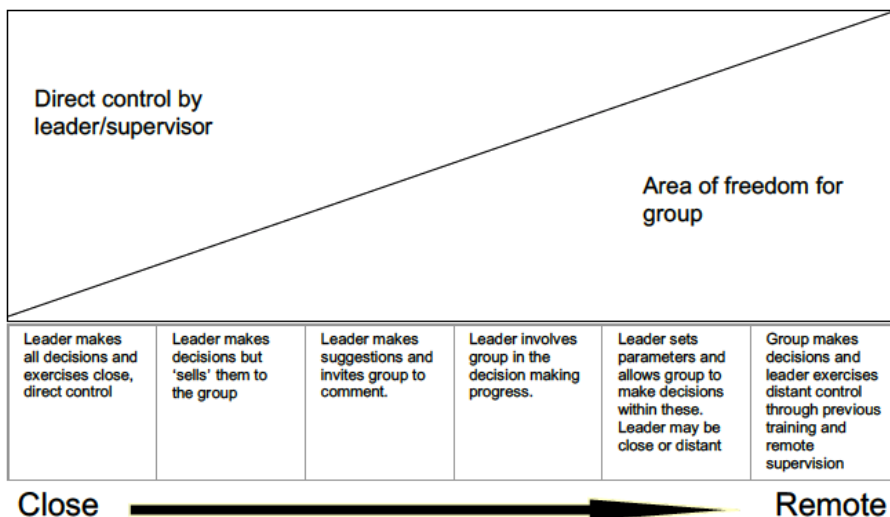 Direct control by
leader/supervisor
Area of freedom for
group
Leader makes
all decisions and
exercises close,
direct control
Leader makes
decisions but
‘sells’ them to
the group
Leader makes
suggestions and
invites group to
comment.
Leader involves
group in the
decision making
progress.
Leader sets
parameters and
allows group to
make decisions
within these.
Leader may be
close or distant
Group makes
decisions and
leader exercises
distant control
through previous
training and
remote
supervision
Close
Remote